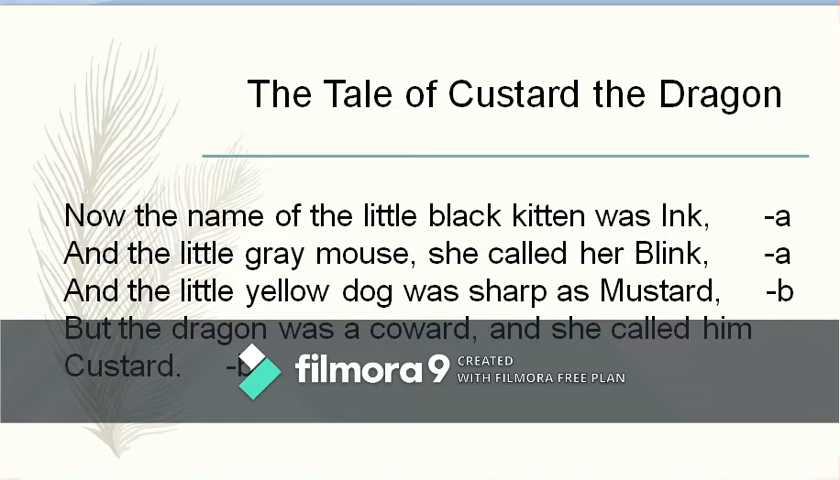 The Tale of Custard the Dragon
Now the name of the little black kitten was Ink, -a
And the little gray mouse, she called her Blink, -a
And the little yellow dog was sharp as Mustard, -b
But the dragon was a coward, and she called him
Custard. -b
filmora9 CREATED
WITH FILMORA FREE PLAN